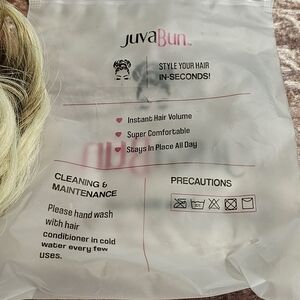 JuvaBun™
STYLE YOUR HAIR
IN-SECONDS!
Instant Hair Volume
Super Comfortable
Stays In Place All Day
CLEANING &
MAINTENANCE
Please hand wash
with hair
conditioner in cold
water every few
uses.
PRECAUTIONS